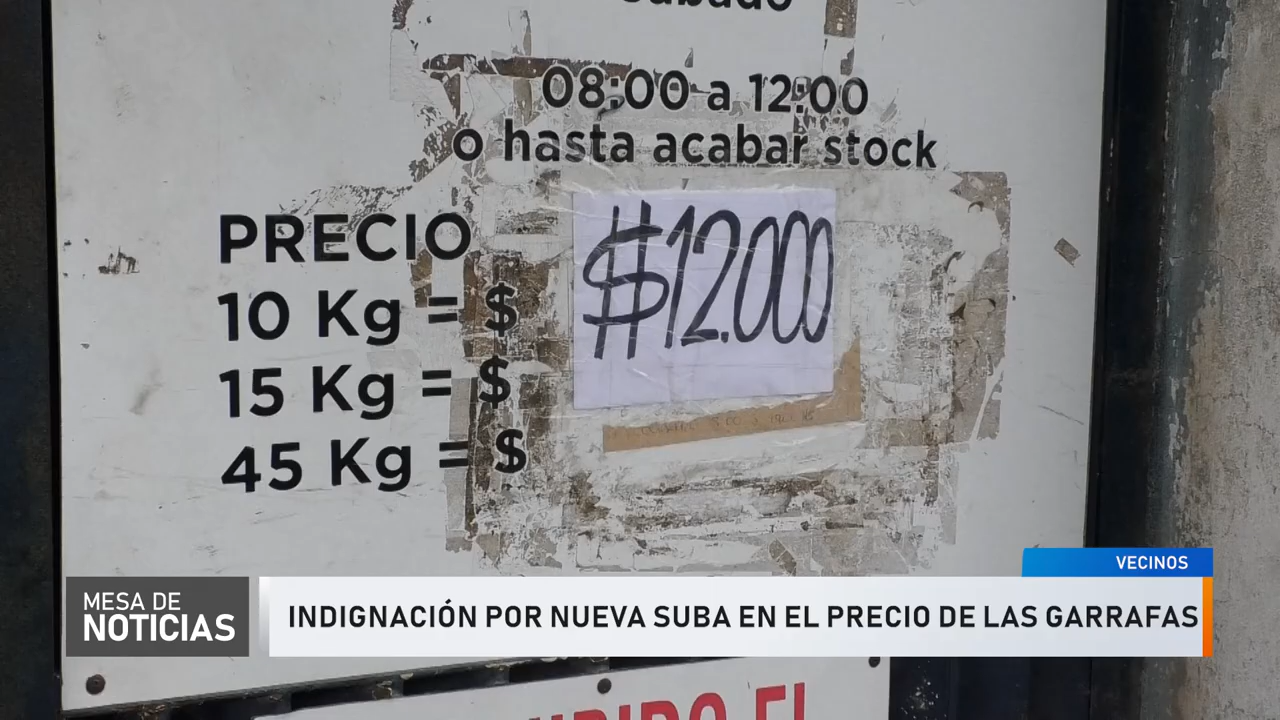 08:00 a 12:00
o hasta acabar stock
PRECIO
10 Kg = $
$12.000
15 Kg = $
45 Kg = $
VECINOS
MESA DE
NOTICIAS
INDIGNACIÓN POR NUEVA SUBA EN EL PRECIO DE LAS GARRAFAS
EL